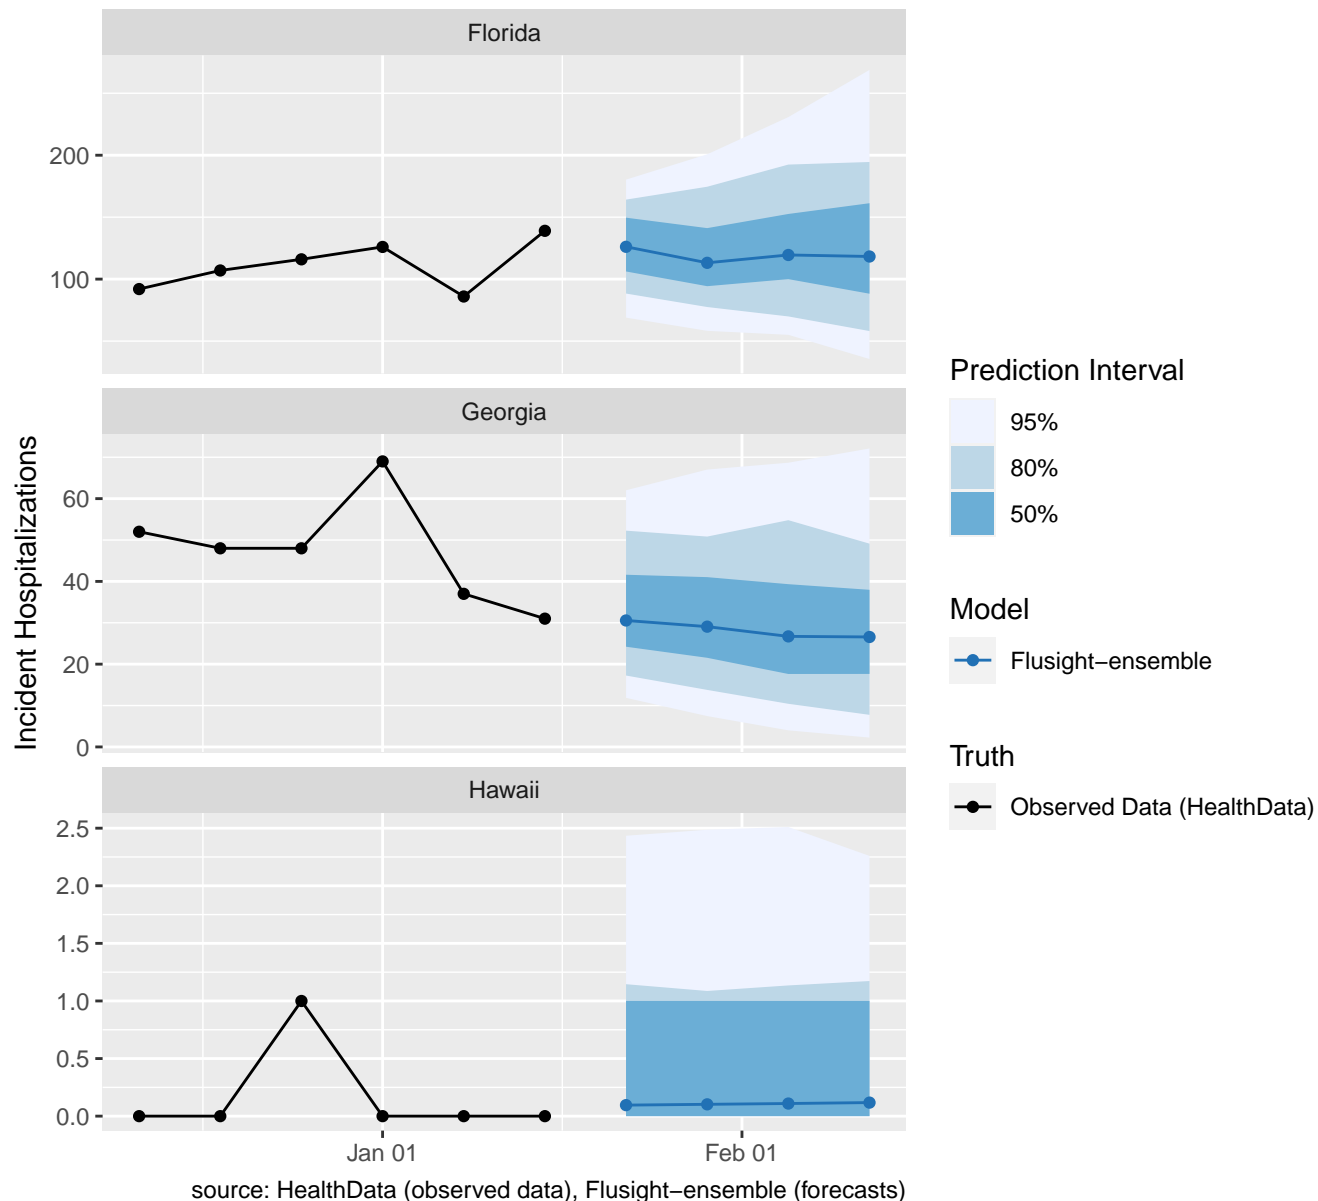 Florida
200
100
Georgia
60
40
20
0
Hawaii
2.5
2.0
1.5
1.0
0.5
0.0
Incident Hospitalizations
Jan 01
Feb 01
source: HealthData (observed data), Flusight−ensemble (forecasts)
Prediction Interval
95%
80%
50%
Model
Flusight−ensemble
Truth
Observed Data (HealthData)